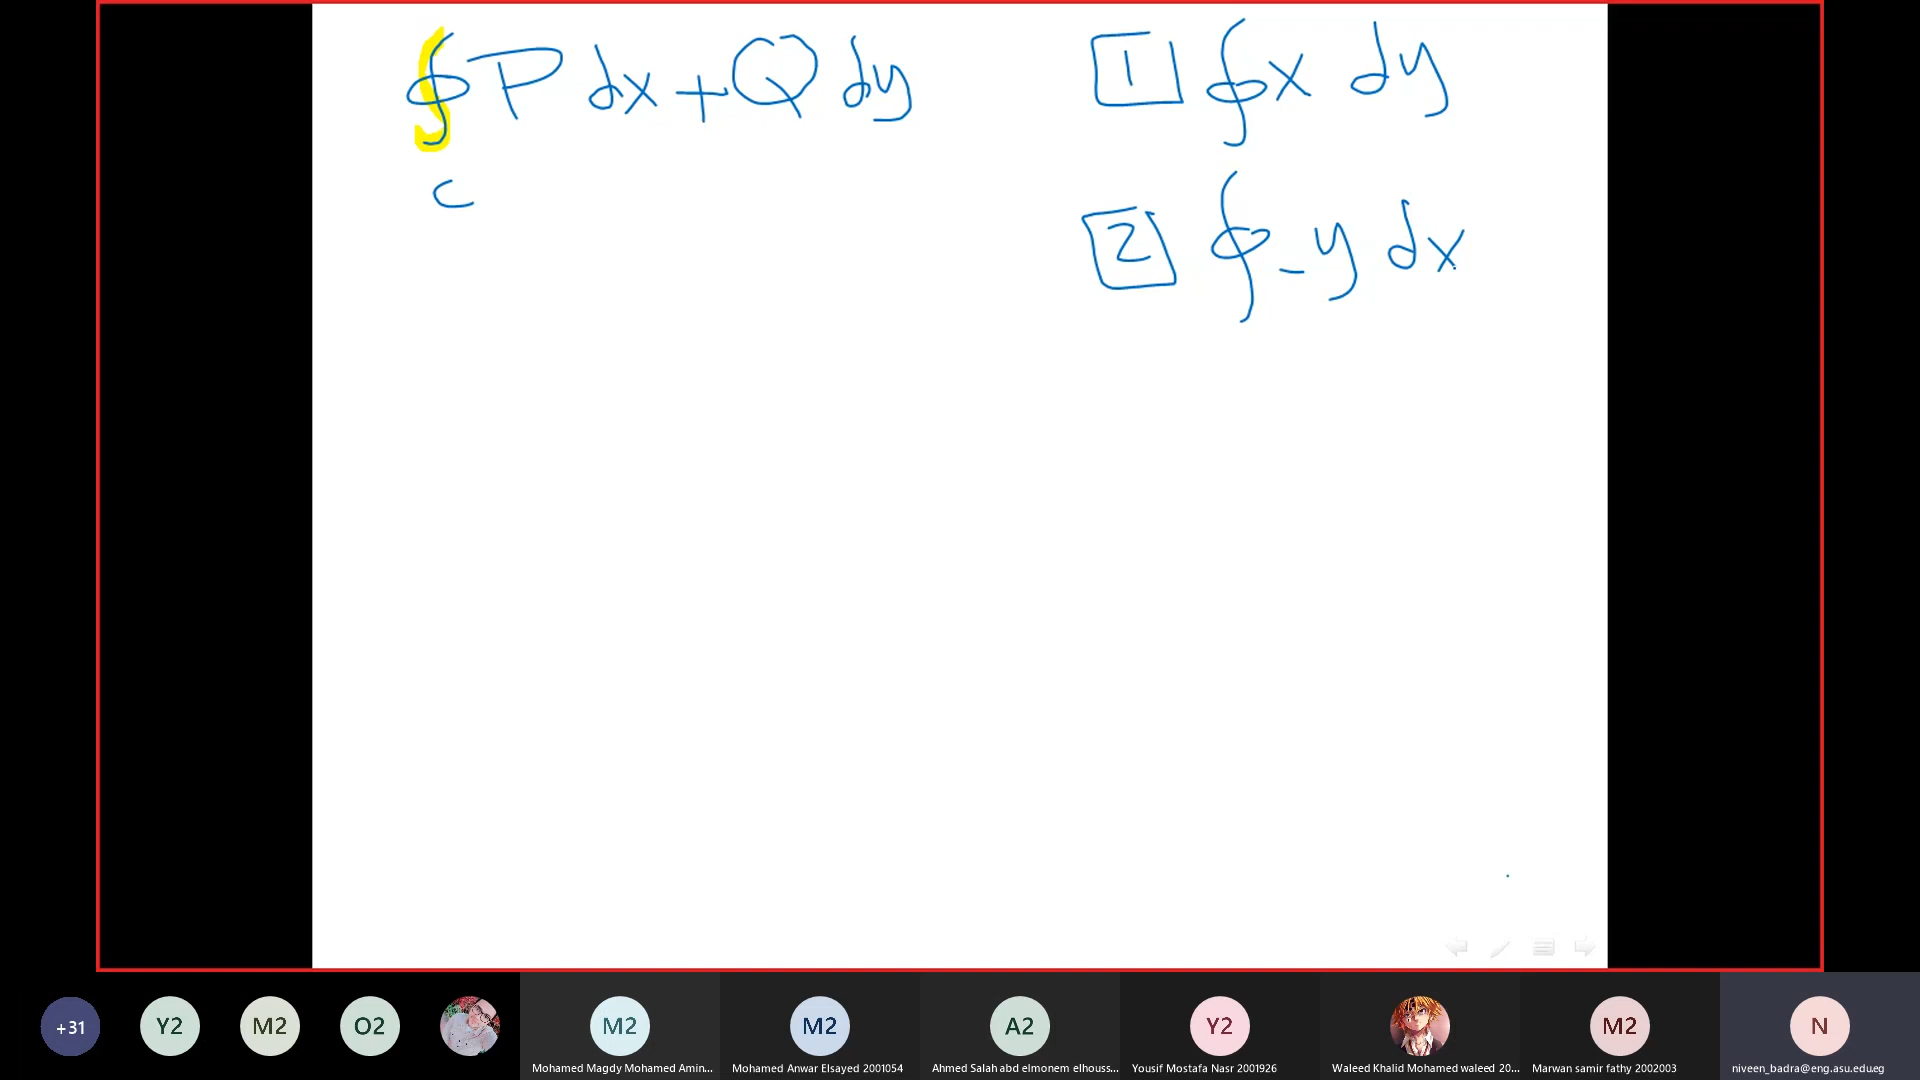 ∮ P dx + Q dy
c
1 ∮ x dy
2 ∮ -y dx
+31
Y2
M2
O2
M2
M2
A2
Y2
M2
N
Mohamed Magdy Mohamed Amin...
Mohamed Anwar Elsayed 2001054
Ahmed Salah abd elmonem elhouss...
Yousif Mostafa Nasr 2001926
Waleed Khalid Mohamed waleed 20...
Marwan samir fathy 2002003
niveen_badra@eng.asu.edu.eg